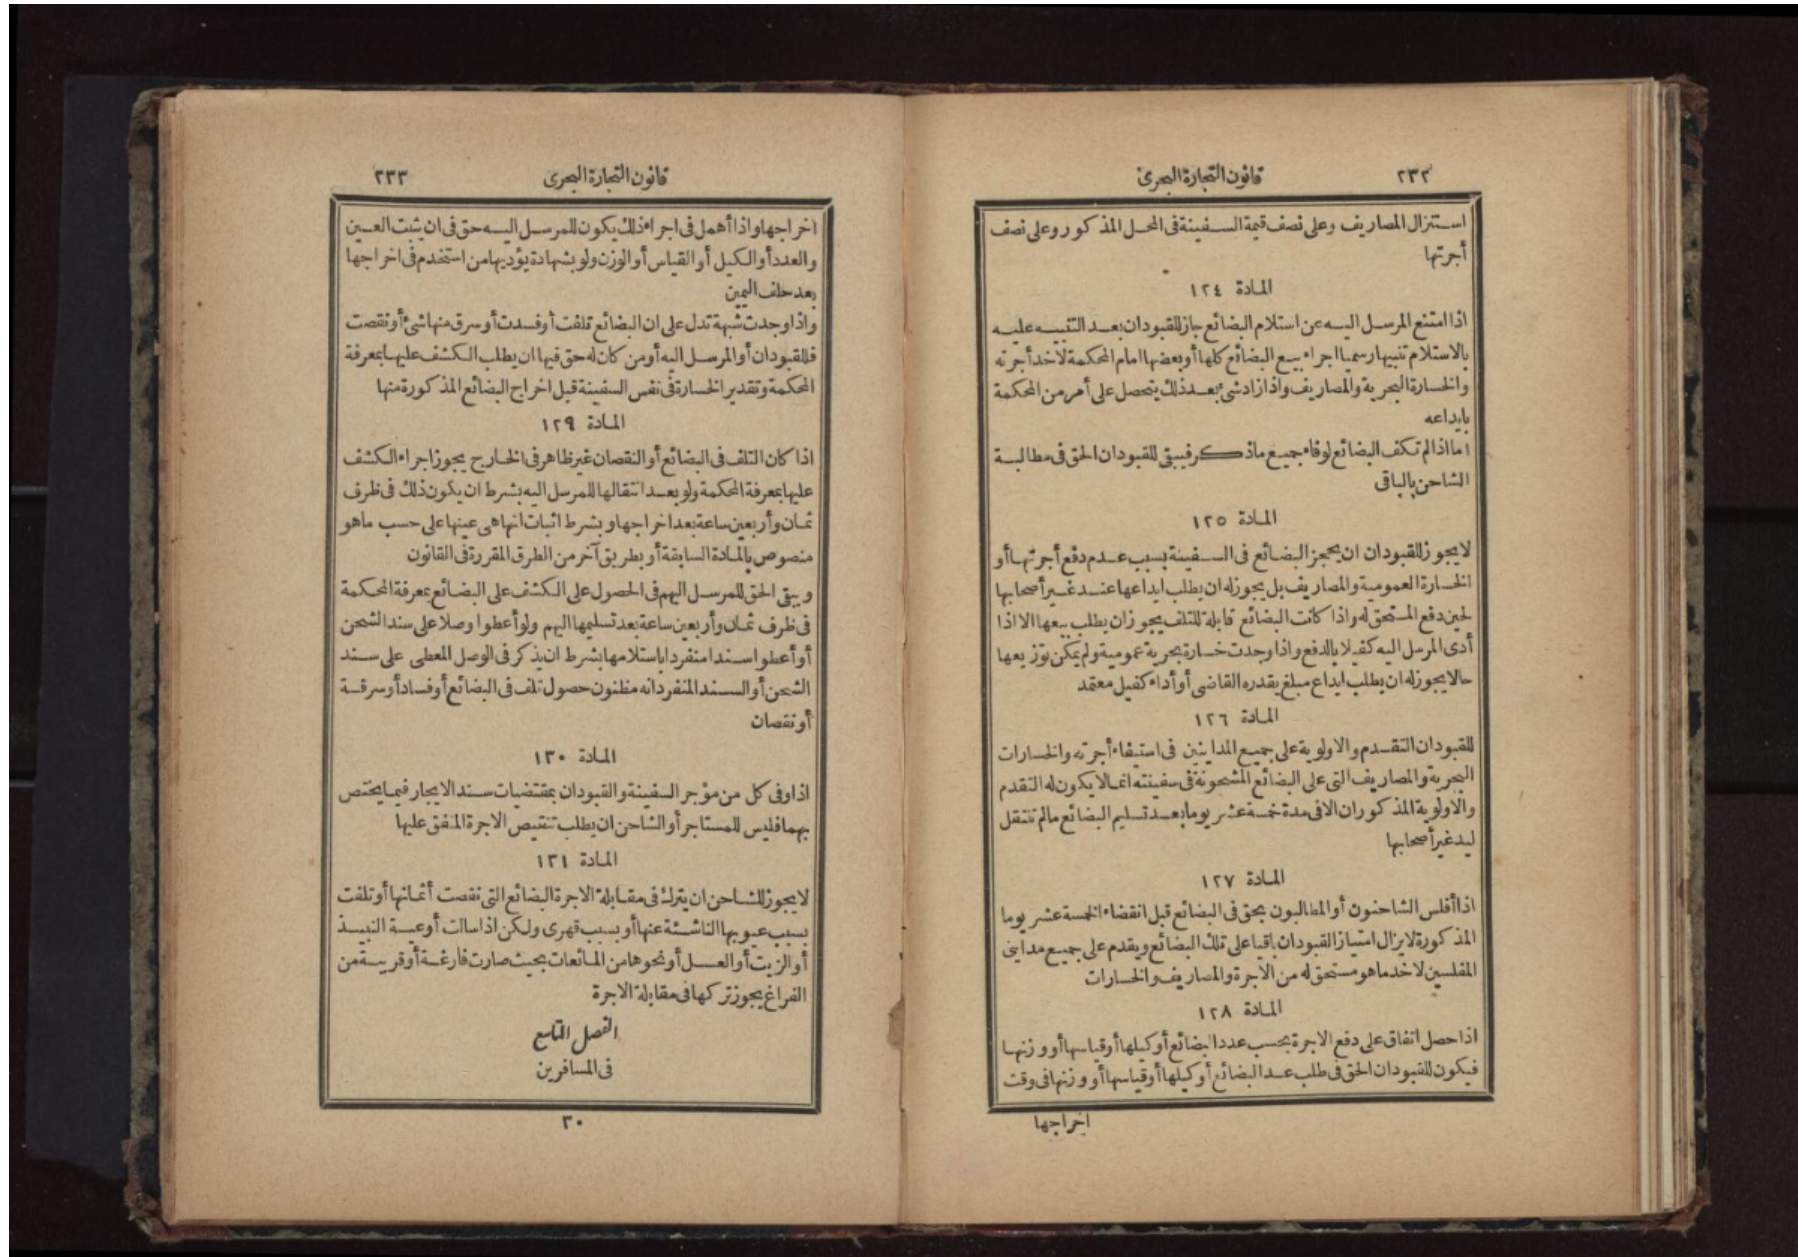 ٢٣٢
قانون التجارة البحرى
استنزال المصاريف وعلى نصف قيمة السفينة فى المحل المذكور وعلى نصف
أجرتها
المادة ١٢٤
اذا امتنع المرسل اليه عن استلام البضائع جاز للقبودان بعد التنبيه عليه
بالاستلام تنبيها رسميا اجراء بيع البضائع كلها أو بعضها امام المحكمة لاخذ أجرته
والخسارة البحرية والمصاريف واذا زاد شئ بعد ذلك يتحصل على أمر من المحكمة
بايداعه
اما اذا لم تكف البضائع لوفاء جميع ماذكر فيبقى للقبودان الحق فى مطالبة
الشاحن بالباقى
المادة ١٢٥
لا يجوز للقبودان ان يحجز البضائع فى السفينة بسبب عدم دفع أجرتها أو
الخسارة العمومية والمصاريف بل يجوز له ان يطلب ايداعها عند غير أصحابها
لحين دفع المستحق له واذا كانت البضائع قابلة للتلف يجوز ان يطلب بيعها الا اذا
أدى المرسل اليه كفيلا بالدفع واذا وجدت خسارة بحرية عمومية ولم يمكن توزيعها
حالا يجوز له ان يطلب ايداع مبلغ يقدره القاضى أو أداء كفيل معتمد
المادة ١٢٦
للقبودان التقدم والاولوية على جميع المداينين فى استيفاء أجرته والخسارات
البحرية والمصاريف التى على البضائع المشحونة فى سفينته انما لا يكون له التقدم
والاولوية المذكوران الا فى مدة خمسة عشر يوما بعد تسليم البضائع مالم تنتقل
ليد غير أصحابها
المادة ١٢٧
اذا أفلس الشاحنون أو المطالبون بحق فى البضائع قبل انقضاء الخمسة عشر يوما
المذكورة لا يزال امتياز القبودان باقيا على تلك البضائع ويقدم على جميع مداينى
المفلسين لاخذ ماهو مستحق له من الاجرة والمصاريف والخسارات
المادة ١٢٨
اذا حصل اتفاق على دفع الاجرة بحسب عدد البضائع أو كيلها أو قياسها أو وزنها
فيكون للقبودان الحق فى طلب عد البضائع أو كيلها أو قياسها أو وزنها فى وقت
اخراجها
قانون التجارة البحرى
٢٣٣
اخراجها واذا أهمل فى اجراء ذلك يكون للمرسل اليه حق فى ان يثبت العين
والعدد أو الكيل أو القياس أو الوزن ولو بشهادة يؤديها من استخدم فى اخراجها
بعد حلف اليمين
واذا وجدت شبهة تدل على ان البضائع تلفت أو فسدت أو سرق منها شئ أو نقصت
فللقبودان أو المرسل اليه أو من كان له حق فيها ان يطلب الكشف عليها بمعرفة
المحكمة وتقدير الخسارة فى نفس السفينة قبل اخراج البضائع المذكورة منها
المادة ١٢٩
اذا كان التلف فى البضائع أو النقصان غير ظاهر فى الخارج يجوز اجراء الكشف
عليها بمعرفة المحكمة ولو بعد انتقالها للمرسل اليه بشرط ان يكون ذلك فى ظرف
ثمان وأربعين ساعة بعد اخراجها وبشرط اثبات انها هى عينها على حسب ماهو
منصوص بالمادة السابقة أو بطريق آخر من الطرق المقررة فى القانون
ويبقى الحق للمرسل اليهم فى الحصول على الكشف على البضائع بمعرفة المحكمة
فى ظرف ثمان وأربعين ساعة بعد تسليمها اليهم ولو أعطوا وصلا على سند الشحن
أو أعطوا سندا منفردا باستلامها بشرط ان يذكر فى الوصل المعطى على سند
الشحن أو السند المنفرد انه مظنون حصول تلف فى البضائع أو فساد أو سرقة
أو نقصان
المادة ١٣٠
اذا وفى كل من مؤجر السفينة والقبودان بمقتضيات سند الايجار فيما يختص
بهما فليس للمستاجر أو الشاحن ان يطلب تنقيص الاجرة المتفق عليها
المادة ١٣١
لا يجوز للشاحن ان يترك فى مقابلة الاجرة البضائع التى نقصت أثمانها أو تلفت
بسبب عيوبها الناشئة عنها أو بسبب قهرى ولكن اذا سالت أوعية النبيذ
أو الزيت أو العسل أو نحوها من المائعات بحيث صارت فارغة أو قريبة من
الفراغ يجوز تركها فى مقابلة الاجرة
الفصل التاسع
فى المسافرين
٣٠